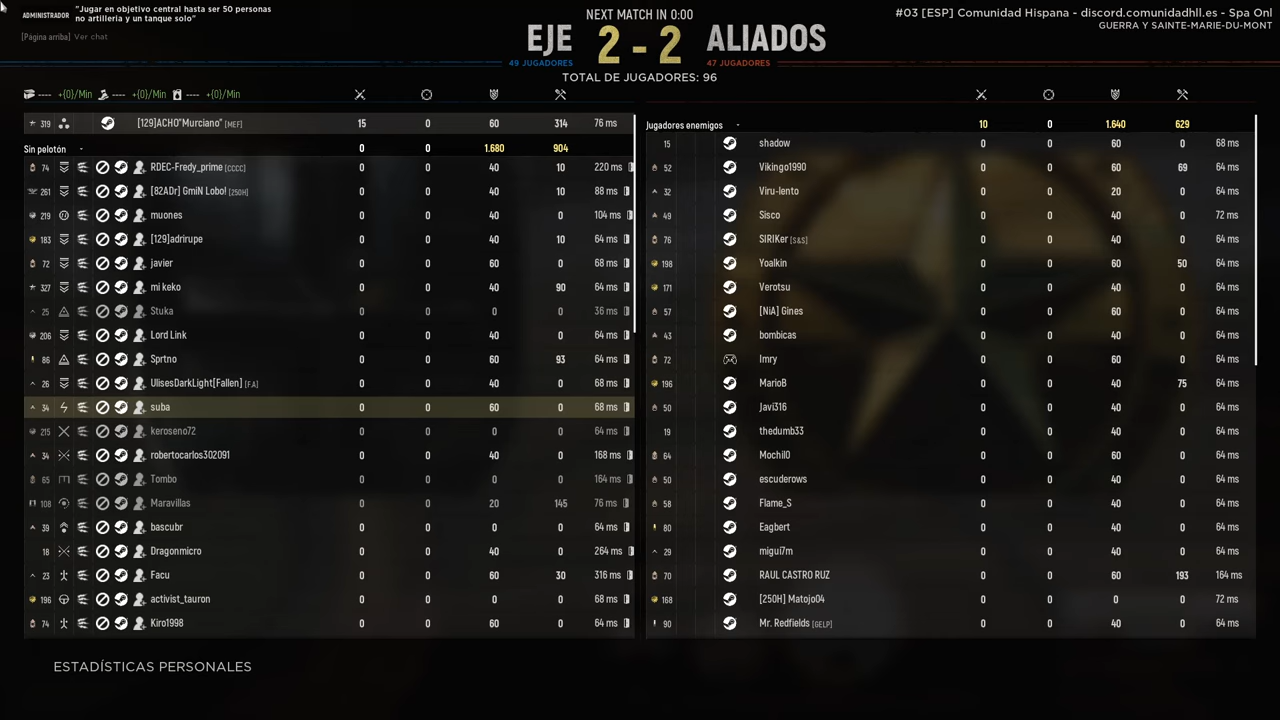 ADMINISTRADOR "Jugar en objetivo central hasta ser 50 personas
no artilleria y un tanque solo"
[Página arriba] Ver chat
NEXT MATCH IN 0:00
EJE 2 - 2 ALIADOS
49 JUGADORES 47 JUGADORES
TOTAL DE JUGADORES: 96
#03 [ESP] Comunidad Hispana - discord.comunidadhll.es - Spa Onl
GUERRA Y SAINTE-MARIE-DU-MONT
---- +{0}/Min ---- +{0}/Min ---- +{0}/Min
319 [129]ACHO"Murciano" [MEF] 15 0 60 314 76 ms
Sin pelotón - 0 0 1.680 904
74 RDEC-Fredy_prime [CCCC] 0 0 40 10 220 ms
261 [82ADr] GmiN Lobo! [250H] 0 0 40 10 88 ms
219 muones 0 0 40 0 104 ms
183 [129]adrirupe 0 0 40 10 64 ms
72 javier 0 0 60 0 68 ms
327 mi keko 0 0 40 90 64 ms
25 Stuka 0 0 0 0 36 ms
206 Lord Link 0 0 40 0 64 ms
86 Sprtno 0 0 60 93 64 ms
26 UlisesDarkLight[Fallen] [F.A] 0 0 40 0 68 ms
34 suba 0 0 60 0 68 ms
215 keroseno72 0 0 0 0 64 ms
34 robertocarlos302091 0 0 40 0 168 ms
65 Tombo 0 0 0 0 164 ms
108 Maravillas 0 0 20 145 76 ms
39 bascubr 0 0 0 0 64 ms
18 Dragonmicro 0 0 40 0 264 ms
23 Facu 0 0 60 30 316 ms
196 activist_tauron 0 0 0 0 68 ms
74 Kiro1998 0 0 60 0 64 ms
Jugadores enemigos - 10 0 1.640 629
15 shadow 0 0 60 0 68 ms
52 Vikingo1990 0 0 60 69 64 ms
32 Viru-lento 0 0 20 0 64 ms
49 Sisco 0 0 40 0 72 ms
76 SIRIKer [S&S] 0 0 40 0 64 ms
198 Yoalkin 0 0 60 50 64 ms
171 Verotsu 0 0 40 0 64 ms
57 [NiA] Gines 0 0 60 0 64 ms
43 bombicas 0 0 40 0 64 ms
72 Imry 0 0 60 0 64 ms
196 MarioB 0 0 40 75 64 ms
50 Javi316 0 0 40 0 64 ms
19 thedumb33 0 0 40 0 64 ms
64 Mochil0 0 0 40 0 64 ms
50 escuderows 0 0 40 0 64 ms
58 Flame_S 0 0 40 0 64 ms
80 Eagbert 0 0 40 0 64 ms
29 migui7m 0 0 40 0 64 ms
70 RAUL CASTRO RUZ 0 0 60 193 164 ms
168 [250H] Matojo04 0 0 0 0 72 ms
90 Mr. Redfields [GELP] 0 0 40 0 64 ms
ESTADÍSTICAS PERSONALES